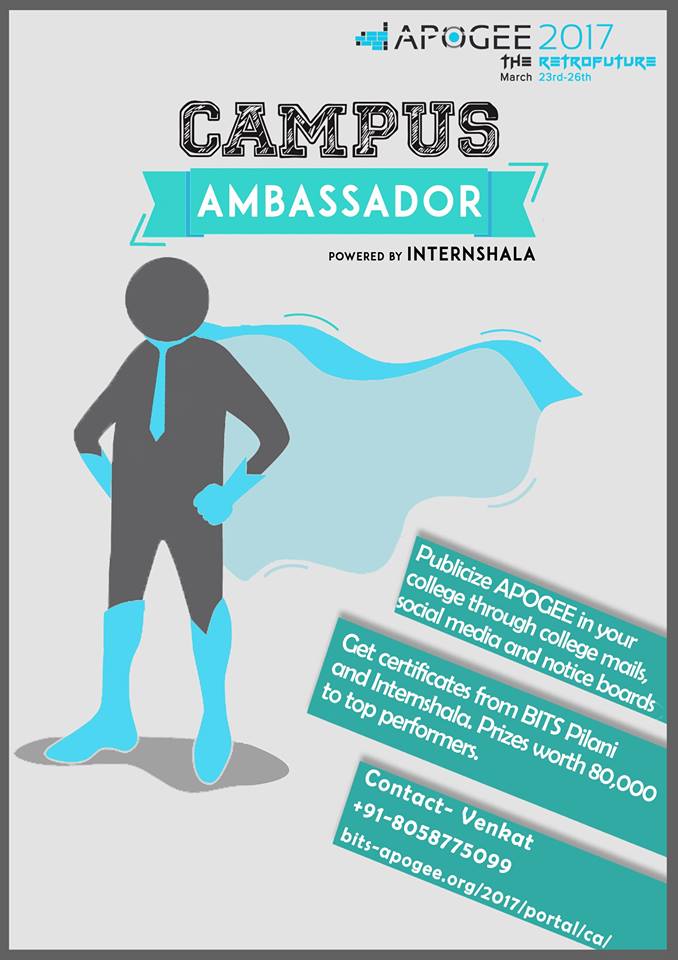 APOGEE 2017
THE RETROFUTURE
March 23rd-26th
CAMPUS
AMBASSADOR
POWERED BY INTERNSHALA
Publicize APOGEE in your
college through college mails,
social media and notice boards
Get certificates from BITS Pilani
and Internshala. Prizes worth 80,000
to top performers.
Contact- Venkat
+91-8058775099
bits-apogee.org/2017/portal/ca/